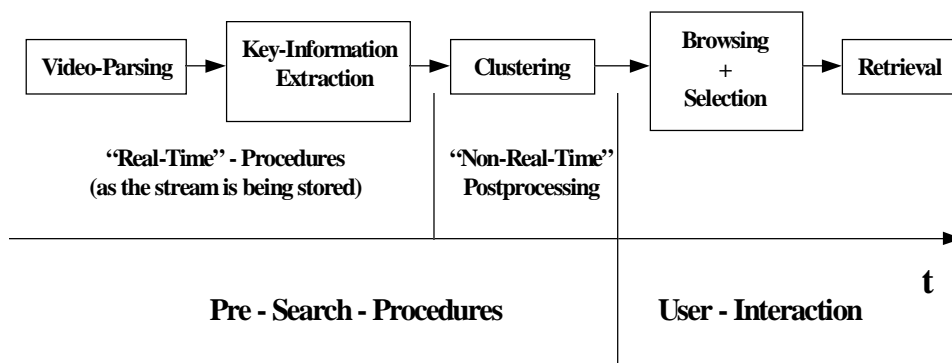 Video-Parsing
Key-Information
Extraction
Clustering
Browsing
+
Selection
Retrieval
“Real-Time” - Procedures
(as the stream is being stored)
“Non-Real-Time”
Postprocessing
t
Pre - Search - Procedures
User - Interaction